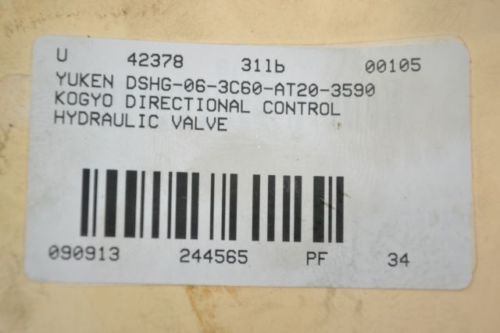 U 42378 311b 00105
YUKEN DSHG-06-3C60-AT20-3590
KOGYO DIRECTIONAL CONTROL
HYDRAULIC VALVE
090913 244565 PF 34